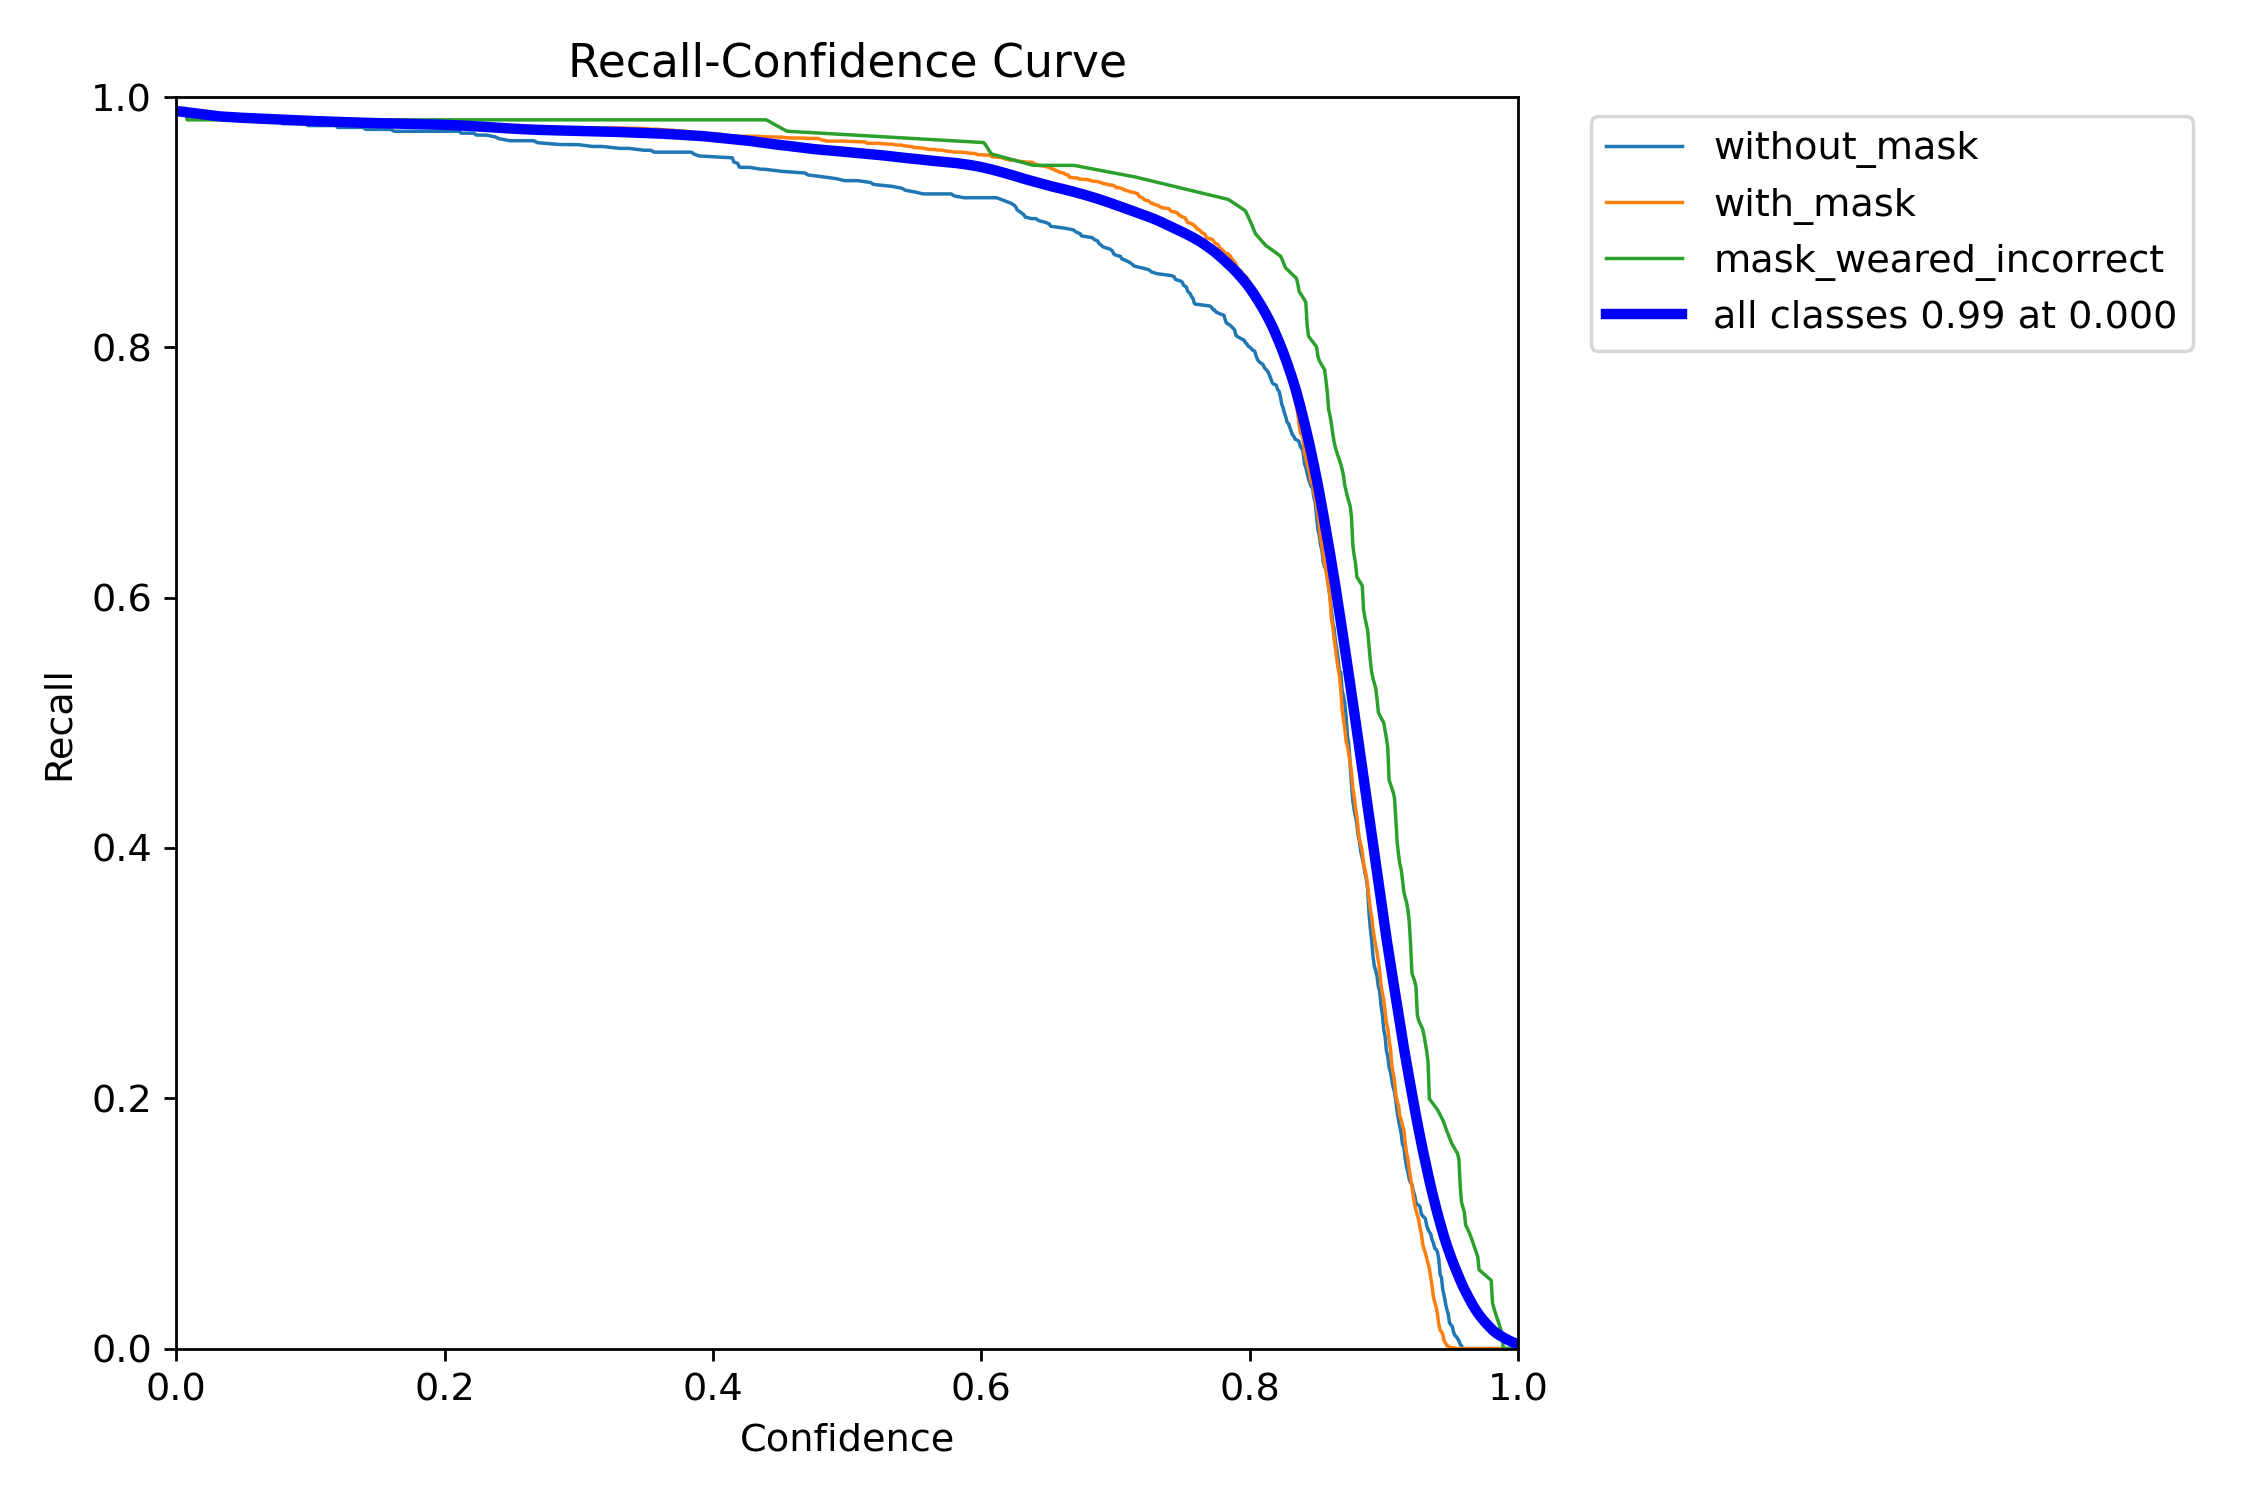 Recall-Confidence Curve
1.0
0.8
0.6
0.4
0.2
0.0
Recall
0.0 0.2 0.4 0.6 0.8 1.0
Confidence
without_mask
with_mask
mask_weared_incorrect
all classes 0.99 at 0.000